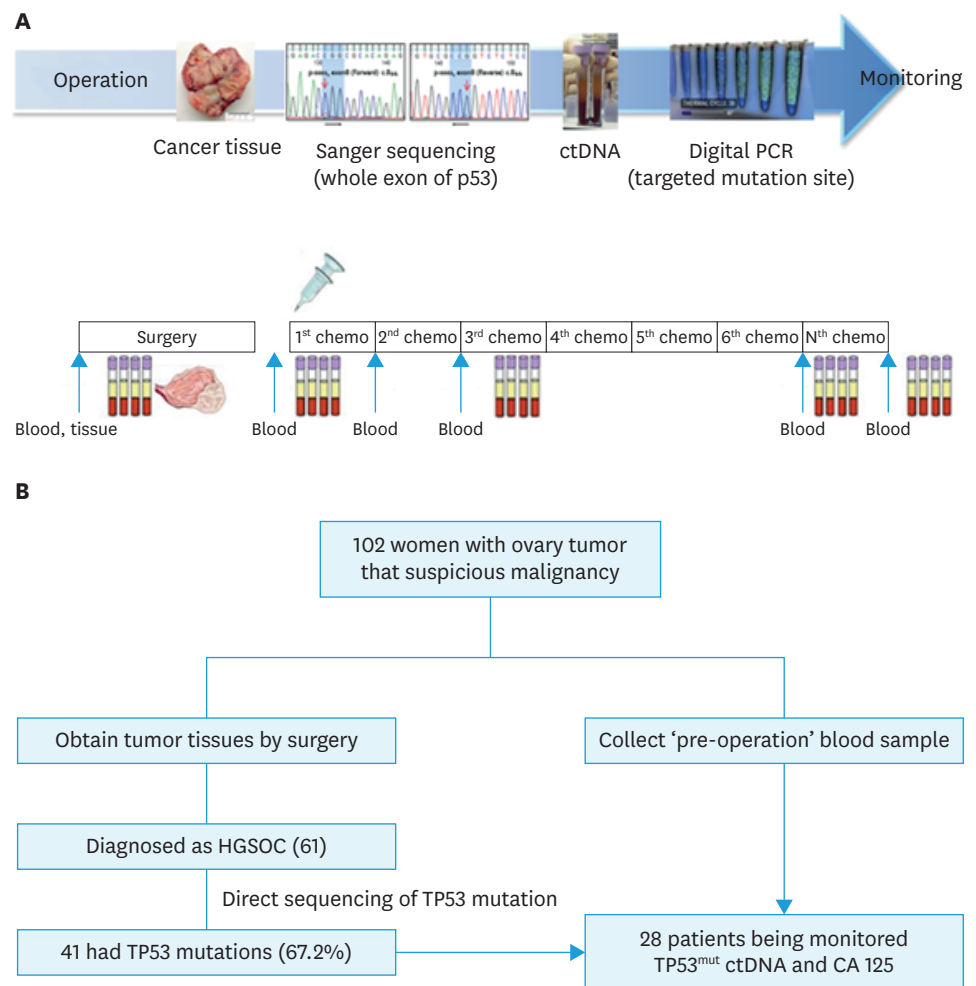 A
Operation
Monitoring
Cancer tissue
Sanger sequencing
(whole exon of p53)
ctDNA
Digital PCR
(targeted mutation site)
THERMAL CYCLE
Surgery
1st chemo
2nd chemo
3rd chemo
4th chemo
5th chemo
6th chemo
Nth chemo
Blood, tissue
Blood
Blood
Blood
Blood
Blood
B
102 women with ovary tumor
that suspicious malignancy
Obtain tumor tissues by surgery
Collect ‘pre-operation’ blood sample
Diagnosed as HGSOC (61)
Direct sequencing of TP53 mutation
41 had TP53 mutations (67.2%)
28 patients being monitored
TP53mut ctDNA and CA 125